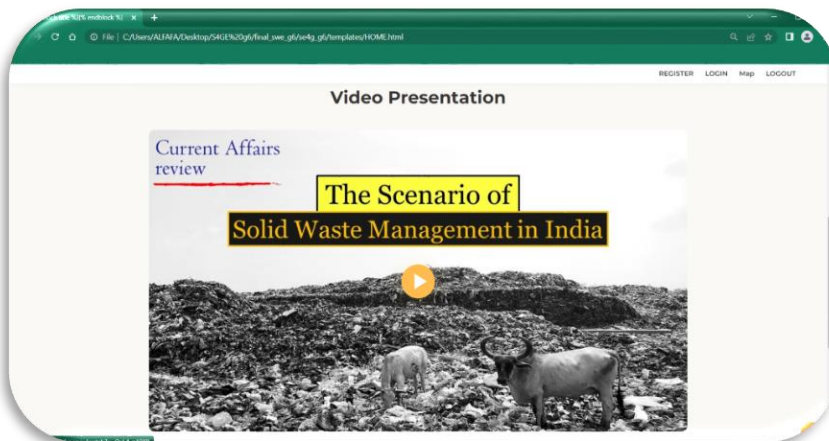 endblock %}
File | C:/Users/ALFAFA/Desktop/S4GE%20g6/final_swe_g6/se4g_g6/templates/HOME.html
REGISTER LOGIN Map LOGOUT
Video Presentation
Current Affairs
review
The Scenario of
Solid Waste Management in India